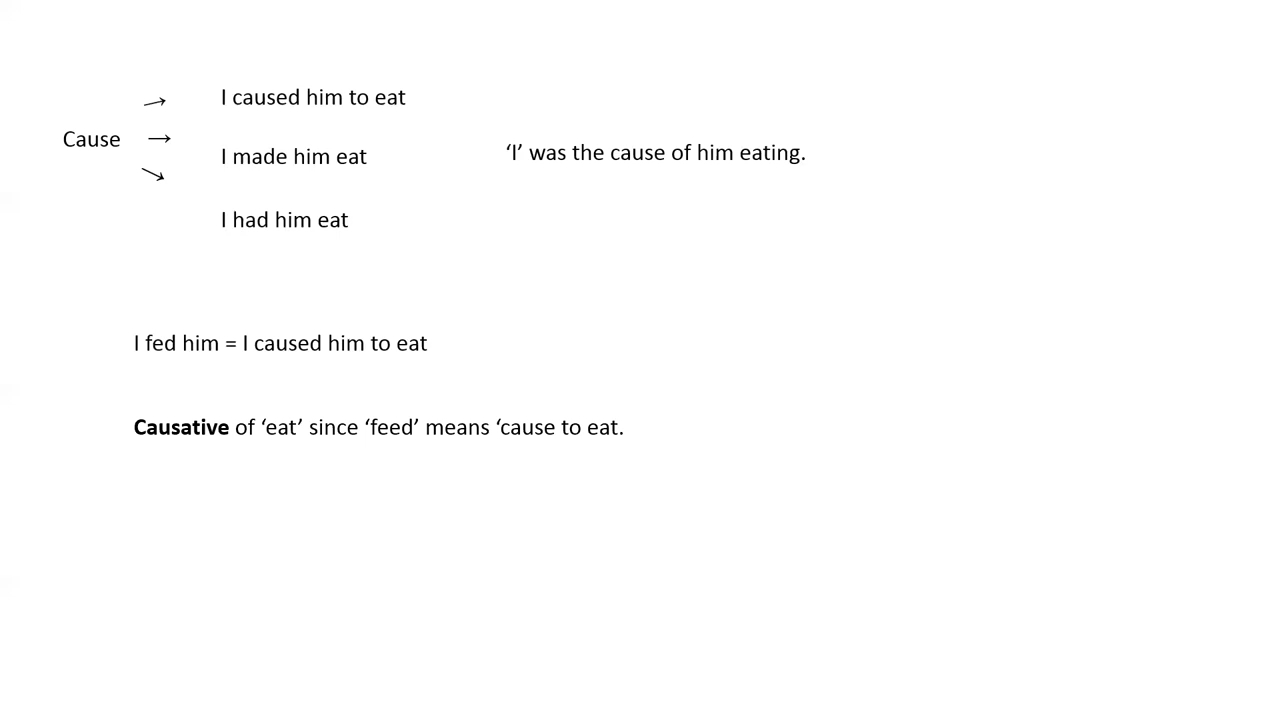 I caused him to eat
Cause
I made him eat
‘I’ was the cause of him eating.
I had him eat
I fed him = I caused him to eat
Causative of ‘eat’ since ‘feed’ means ‘cause to eat.